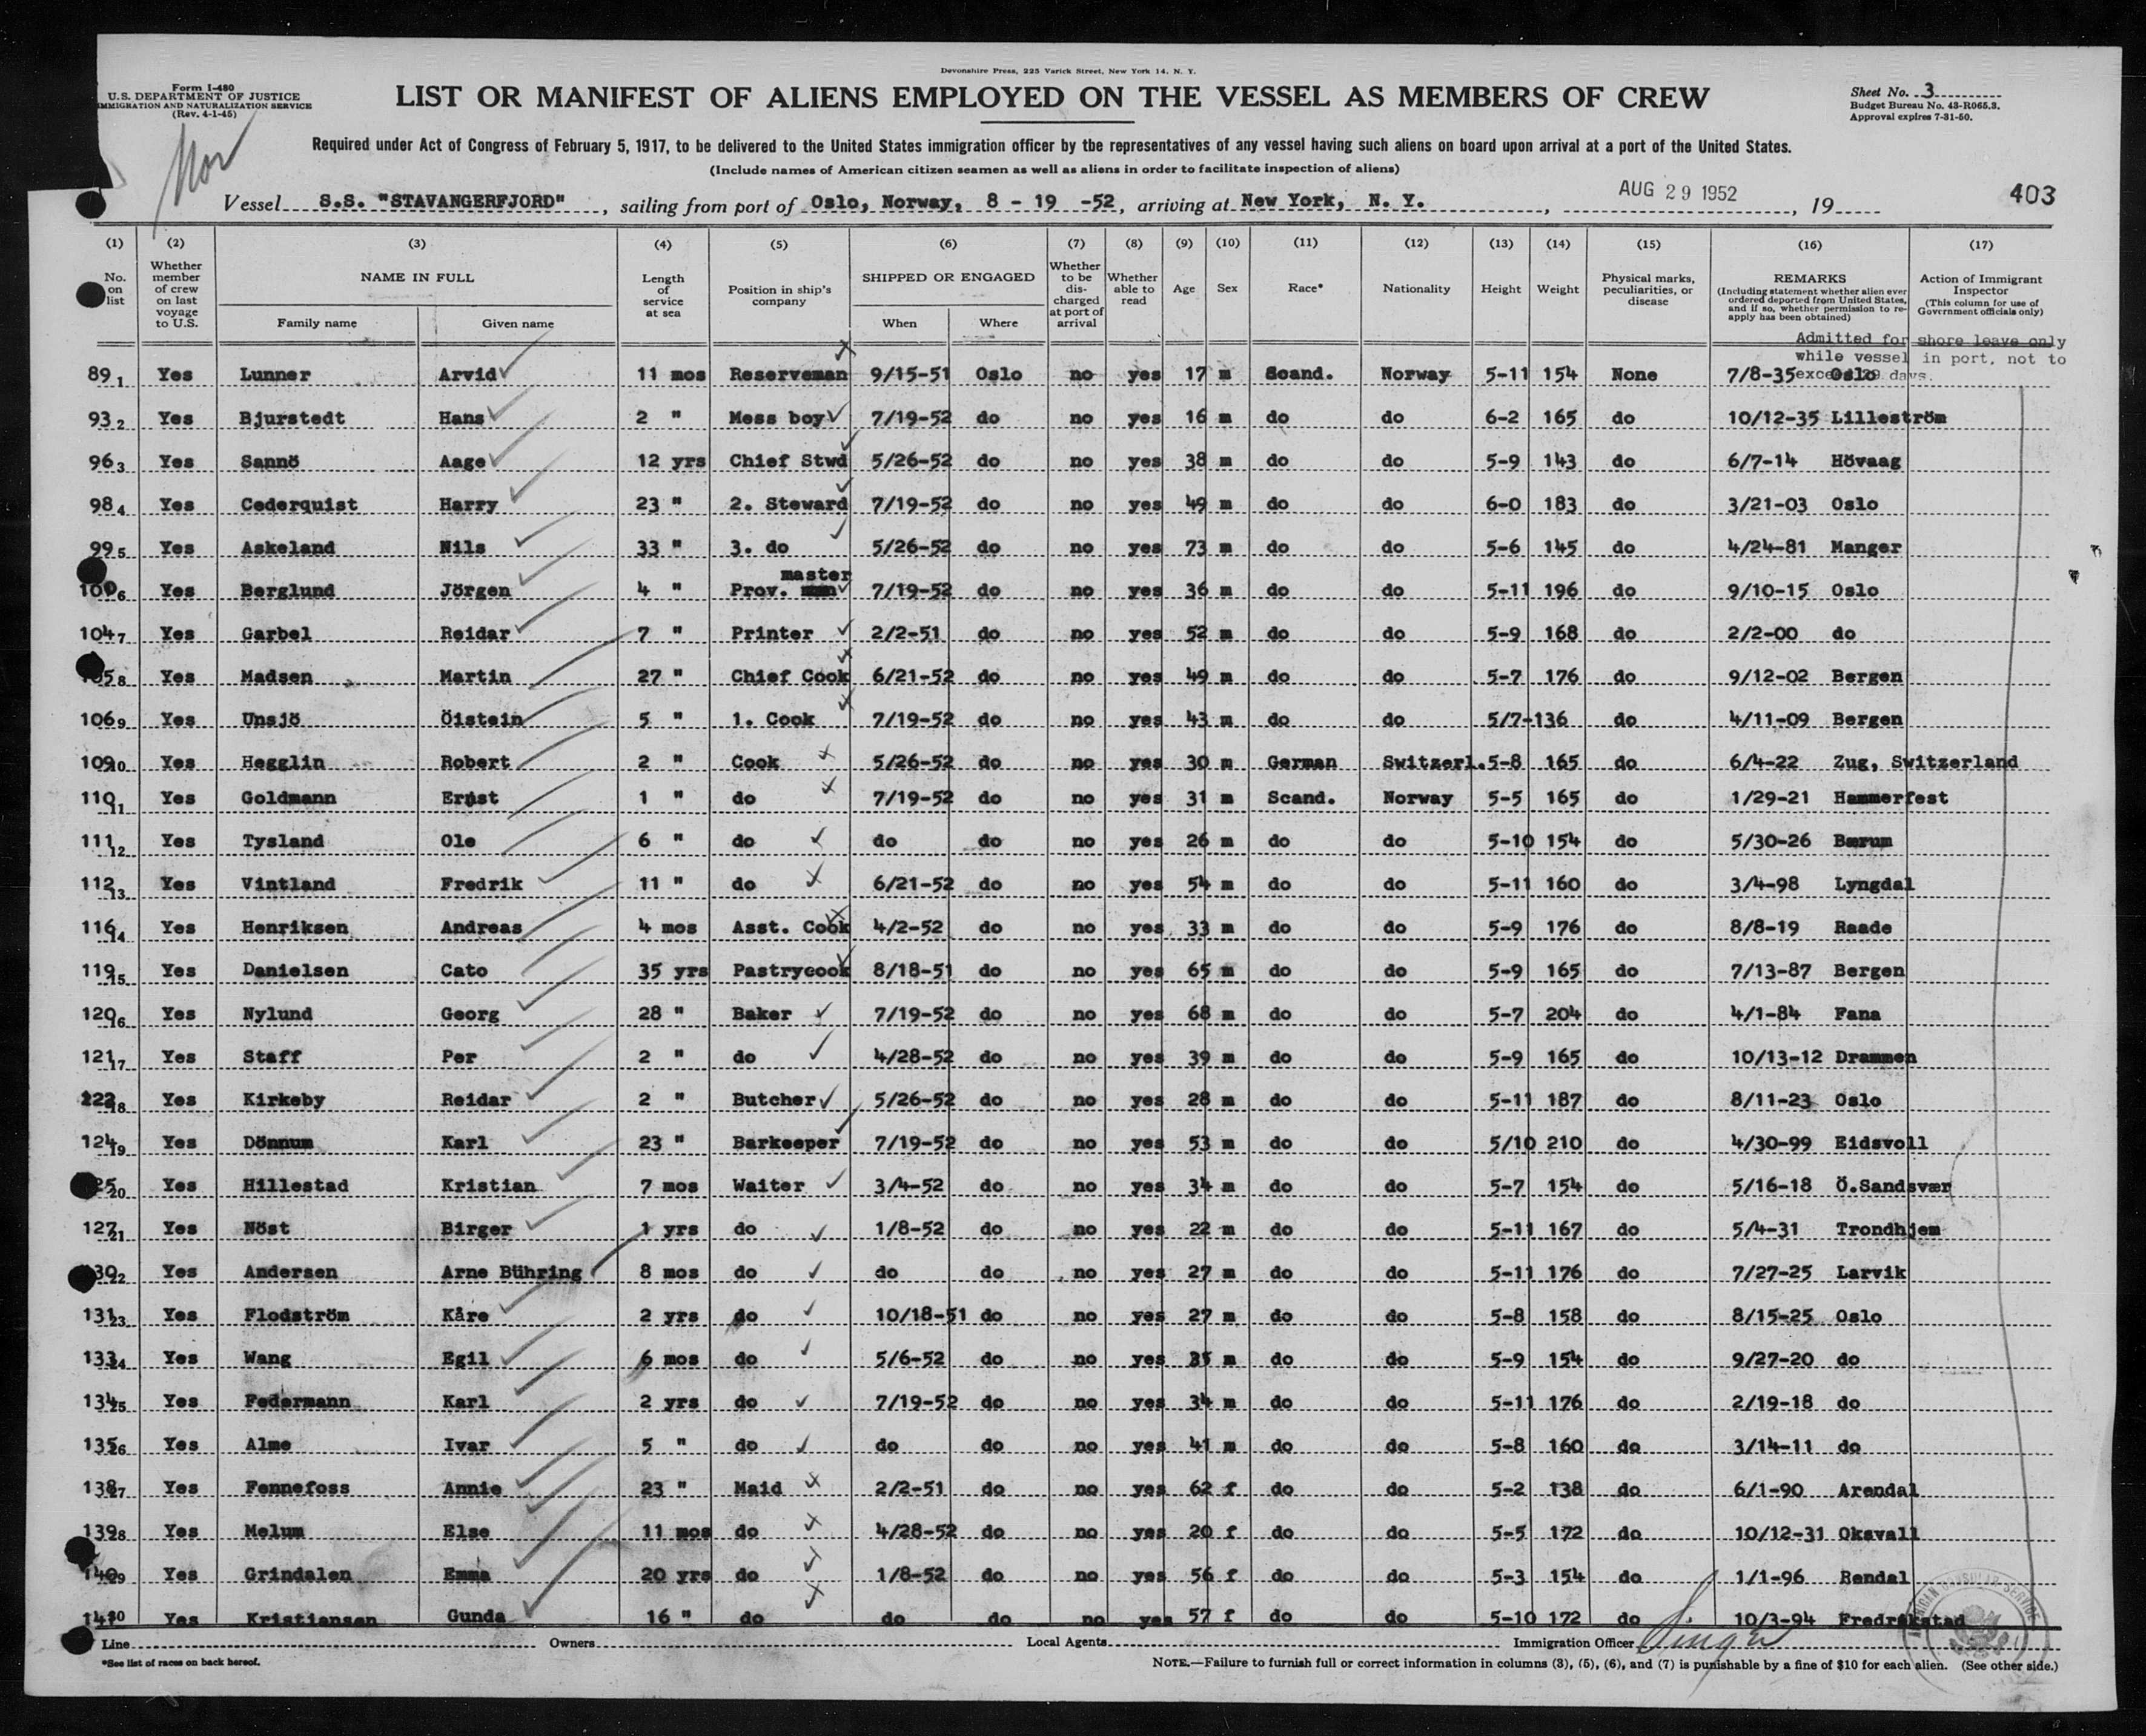 Devonshire Press, 225 Varick Street, New York 14, N. Y.
Form I-480
U.S. DEPARTMENT OF JUSTICE
IMMIGRATION AND NATURALIZATION SERVICE
(Rev. 4-1-45)
LIST OR MANIFEST OF ALIENS EMPLOYED ON THE VESSEL AS MEMBERS OF CREW
Sheet No. 3
Budget Bureau No. 43-R065.3.
Approval expires 7-31-50.
Nor
Required under Act of Congress of February 5, 1917, to be delivered to the United States immigration officer by the representatives of any vessel having such aliens on board upon arrival at a port of the United States.
(Include names of American citizen seamen as well as aliens in order to facilitate inspection of aliens)
Vessel S.S. "STAVANGERFJORD", sailing from port of Oslo, Norway, 8 - 19 -52, arriving at New York, N. Y., AUG 29 1952, 19
403
(1) (2) (3) (4) (5) (6) (7) (8) (9) (10) (11) (12) (13) (14) (15) (16) (17)
No. on list
Whether member of crew on last voyage to U.S.
NAME IN FULL
Family name Given name
Length of service at sea
Position in ship's company
SHIPPED OR ENGAGED
When Where
Whether to be discharged at port of arrival
Whether able to read
Age Sex Race* Nationality Height Weight
Physical marks, peculiarities, or disease
REMARKS
(Including statement whether alien ever ordered deported from United States, and if so, whether permission to re-apply has been obtained)
Action of Immigrant Inspector
(This column for use of Government officials only)
Admitted for shore leave only
while vessel in port, not to
exceed 29 days.
89 1 Yes Lunner Arvid 11 mos Reserveman 9/15-51 Oslo no yes 17 m Scand. Norway 5-11 154 None 7/8-35 Oslo
93 2 Yes Bjurstedt Hans 2 " Mess boy 7/19-52 do no yes 16 m do do 6-2 165 do 10/12-35 Lilleström
96 3 Yes Sannö Aage 12 yrs Chief Stwd 5/26-52 do no yes 38 m do do 5-9 143 do 6/7-14 Hövaag
98 4 Yes Cederquist Harry 23 " 2. Steward 7/19-52 do no yes 49 m do do 6-0 183 do 3/21-03 Oslo
99 5 Yes Askeland Nils 33 " 3. do 5/26-52 do no yes 73 m do do 5-6 145 do 4/24-81 Manger
master
6 Yes Berglund Jörgen 4 " Prov. 7/19-52 do no yes 36 m do do 5-11 196 do 9/10-15 Oslo
104 7 Yes Garbel Reidar 7 " Printer 2/2-51 do no yes 52 m do do 5-9 168 do 2/2-00 do
8 Yes Madsen Martin 27 " Chief Cook 6/21-52 do no yes 49 m do do 5-7 176 do 9/12-02 Bergen
106 9 Yes Unsjö Öistein 5 " 1. Cook 7/19-52 do no yes 43 m do do 5/7-136 do 4/11-09 Bergen
109 10 Yes Hegglin Robert 2 " Cook 5/26-52 do no yes 30 m German Switzerl. 5-8 165 do 6/4-22 Zug, Switzerland
110 11 Yes Goldmann Ernst 1 " do 7/19-52 do no yes 31 m Scand. Norway 5-5 165 do 1/29-21 Hammerfest
111 12 Yes Tysland Ole 6 " do do do no yes 26 m do do 5-10 154 do 5/30-26 Bærum
112 13 Yes Vintland Fredrik 11 " do 6/21-52 do no yes 54 m do do 5-11 160 do 3/4-98 Lyngdal
116 14 Yes Henriksen Andreas 4 mos Asst. Cook 4/2-52 do no yes 33 m do do 5-9 176 do 8/8-19 Raade
119 15 Yes Danielsen Cato 35 yrs Pastrycook 8/18-51 do no yes 65 m do do 5-9 165 do 7/13-87 Bergen
120 16 Yes Nylund Georg 28 " Baker 7/19-52 do no yes 68 m do do 5-7 204 do 4/1-84 Fana
121 17 Yes Staff Per 2 " do 4/28-52 do no yes 39 m do do 5-9 165 do 10/13-12 Drammen
122 18 Yes Kirkeby Reidar 2 " Butcher 5/26-52 do no yes 28 m do do 5-11 187 do 8/11-23 Oslo
124 19 Yes Dönnum Karl 23 " Barkeeper 7/19-52 do no yes 53 m do do 5/10 210 do 4/30-99 Eidsvoll
20 Yes Hillestad Kristian 7 mos Waiter 3/4-52 do no yes 34 m do do 5-7 154 do 5/16-18 Ö.Sandsvær
127 21 Yes Nöst Birger 1 yrs do 1/8-52 do no yes 22 m do do 5-11 167 do 5/4-31 Trondhjem
22 Yes Andersen Arne Bühring 8 mos do do do no yes 27 m do do 5-11 176 do 7/27-25 Larvik
131 23 Yes Flodström Kåre 2 yrs do 10/18-51 do no yes 27 m do do 5-8 158 do 8/15-25 Oslo
133 24 Yes Wang Egil 6 mos do 5/6-52 do no yes m do do 5-9 154 do 9/27-20 do
134 25 Yes Federmann Karl 2 yrs do 7/19-52 do no yes 34 m do do 5-11 176 do 2/19-18 do
135 26 Yes Alme Ivar 5 " do do do no yes 41 m do do 5-8 160 do 3/14-11 do
138 27 Yes Fennefoss Annie 23 " Maid 2/2-51 do no yes 62 f do do 5-2 138 do 6/1-90 Arendal
139 28 Yes Melum Else 11 mos do 4/28-52 do no yes 20 f do do 5-5 172 do 10/12-31 Oksvall
140 29 Yes Grindalen Emma 20 yrs do 1/8-52 do no yes 56 f do do 5-3 154 do 1/1-96 Rendal
141 30 Yes Kristiansen Gunda 16 " do do do no yes 57 f do do 5-10 172 do 10/3-94 Fredrikstad
Line Owners Local Agents Immigration Officer
*See list of races on back hereof.
NOTE.—Failure to furnish full or correct information in columns (3), (5), (6), and (7) is punishable by a fine of $10 for each alien. (See other side.)